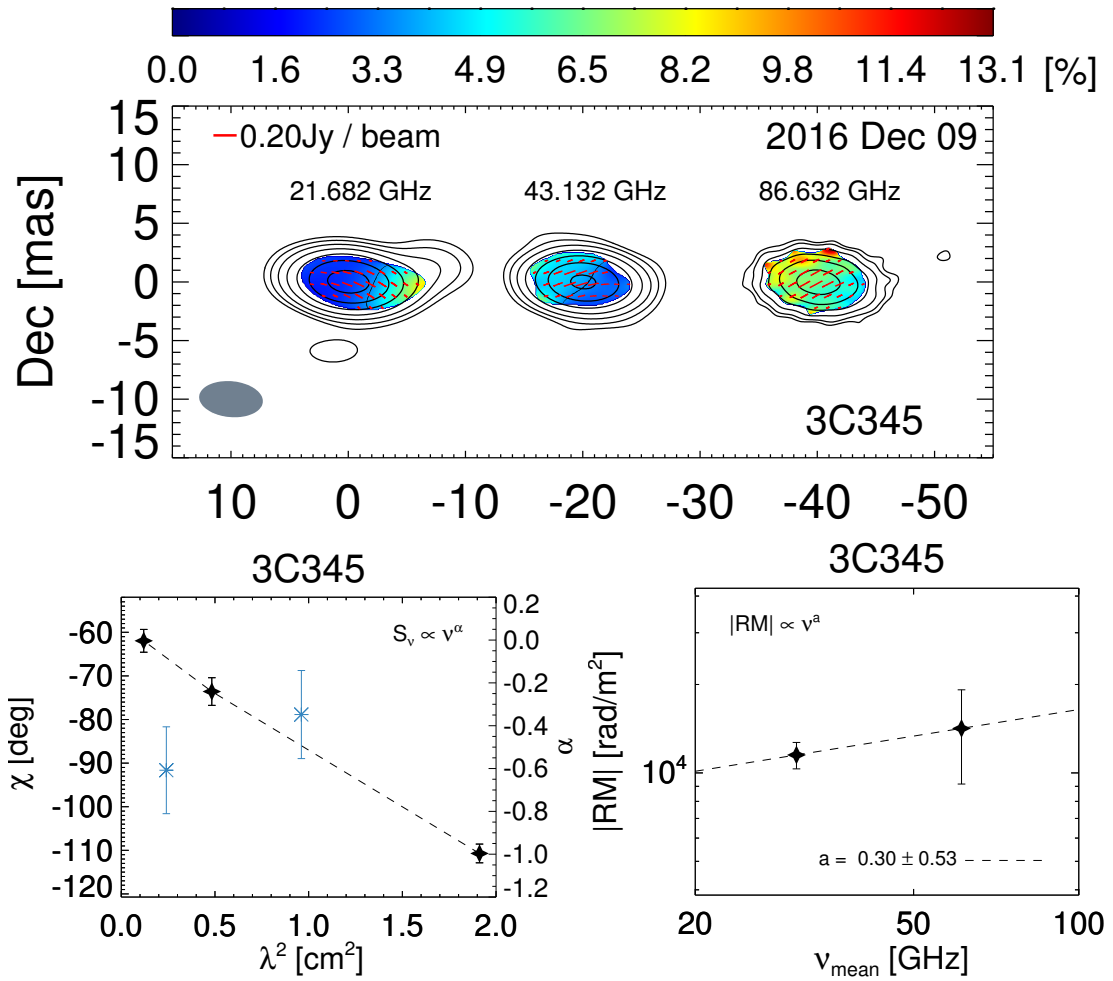 0.0 1.6 3.3 4.9 6.5 8.2 9.8 11.4 13.1 [%]
0.20Jy / beam 2016 Dec 09
21.682 GHz 43.132 GHz 86.632 GHz
3C345
Dec [mas]
15
10
5
0
-5
-10
-15
10 0 -10 -20 -30 -40 -50
3C345
S_ν ∝ ν^α
χ [deg]
-60
-70
-80
-90
-100
-110
-120
0.2
0.0
-0.2
-0.4
-0.6
-0.8
-1.0
-1.2
α
0.0 0.5 1.0 1.5 2.0
λ² [cm²]
3C345
|RM| ∝ ν^a
|RM| [rad/m²]
10⁴
a = 0.30 ± 0.53
20 50 100
ν_mean [GHz]